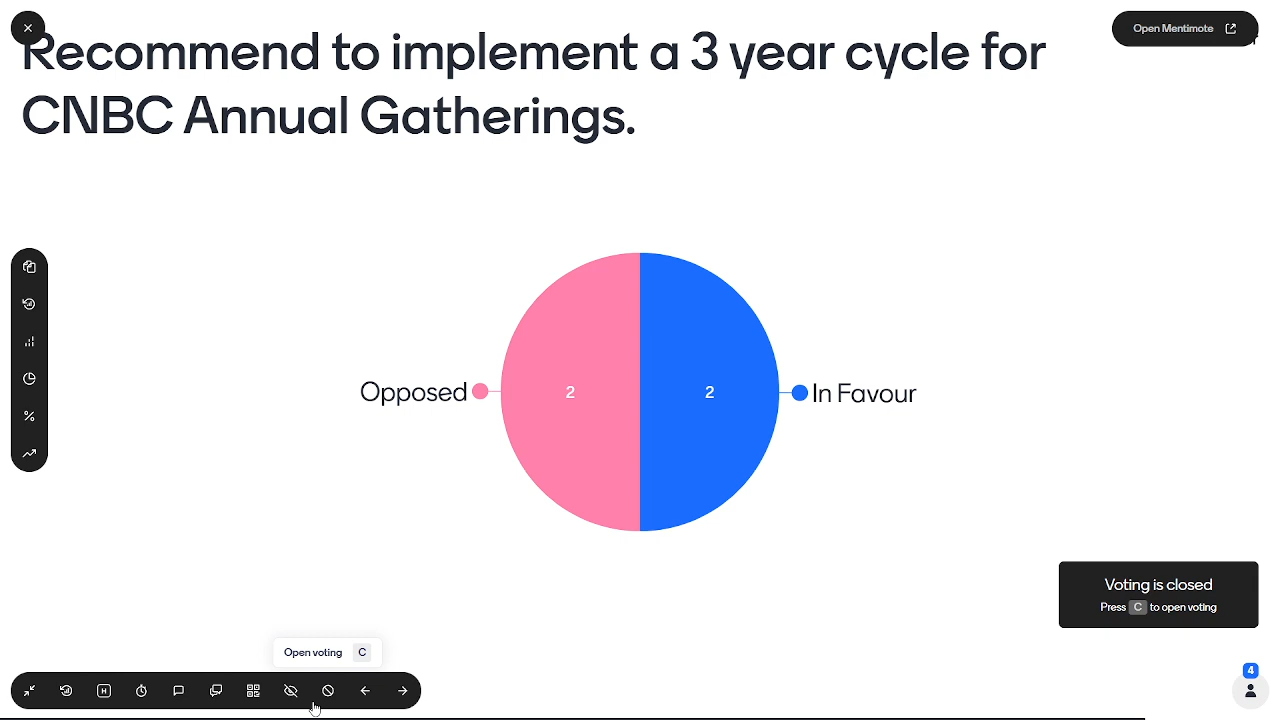 Open Mentimote
Recommend to implement a 3 year cycle for
CNBC Annual Gatherings.
Opposed
2
2
In Favour
Voting is closed
Press C to open voting
Open voting C
H
4